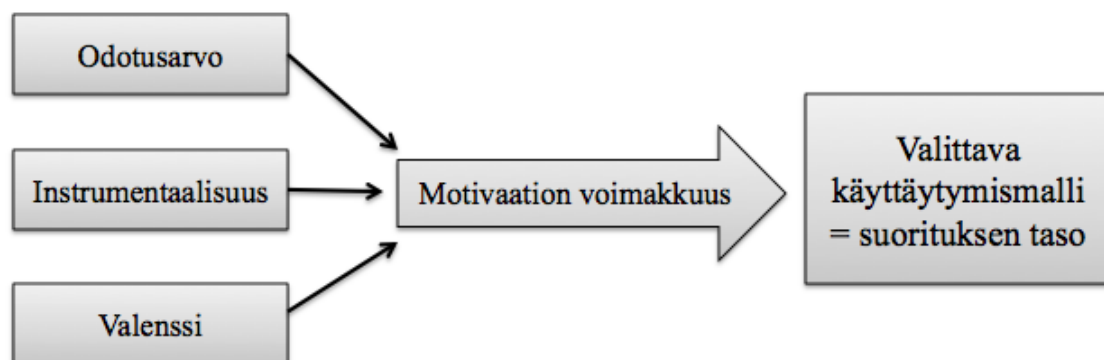 Odotusarvo
Instrumentaalisuus
Valenssi
Motivaation voimakkuus
Valittava
käyttäytymismalli
= suorituksen taso